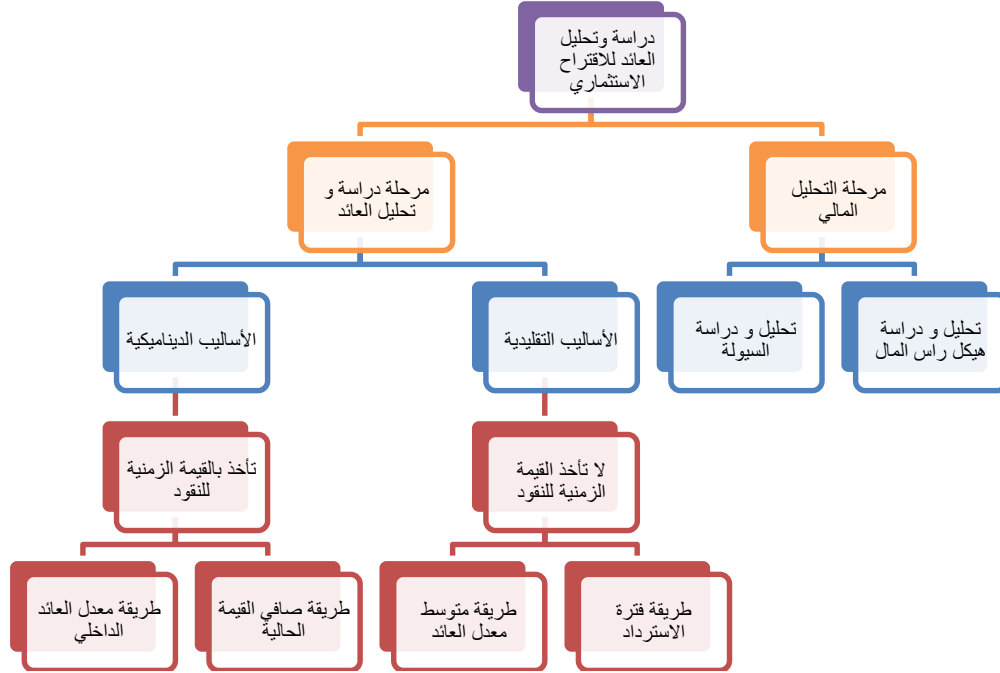 دراسة وتحليل
العائد للاقتراح
الاستثماري
مرحلة التحليل
المالي
مرحلة دراسة و
تحليل العائد
تحليل و دراسة
هيكل راس المال
تحليل و دراسة
السيولة
الأساليب التقليدية
الأساليب الديناميكية
لا تأخذ القيمة
الزمنية للنقود
تأخذ بالقيمة الزمنية
للنقود
طريقة فترة
الاسترداد
طريقة متوسط
معدل العائد
طريقة صافي القيمة
الحالية
طريقة معدل العائد
الداخلي